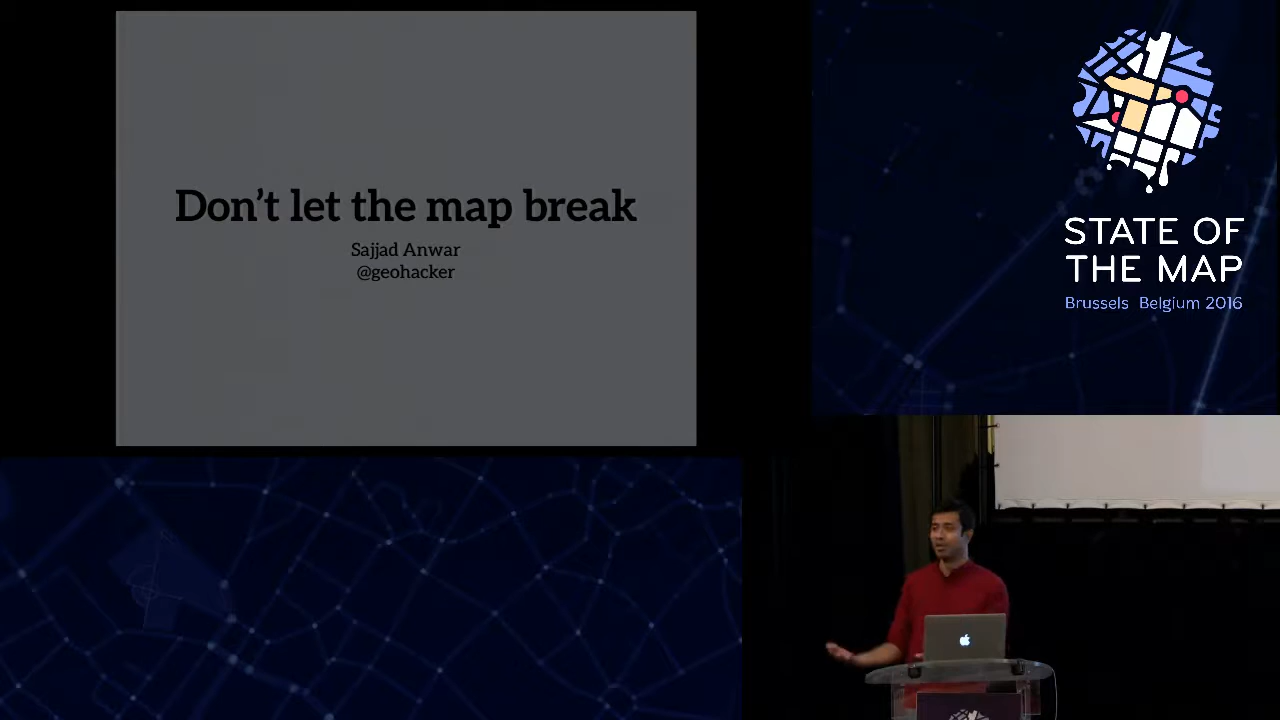 Don't let the map break
Sajjad Anwar
@geohacker
STATE OF
THE MAP
Brussels Belgium 2016